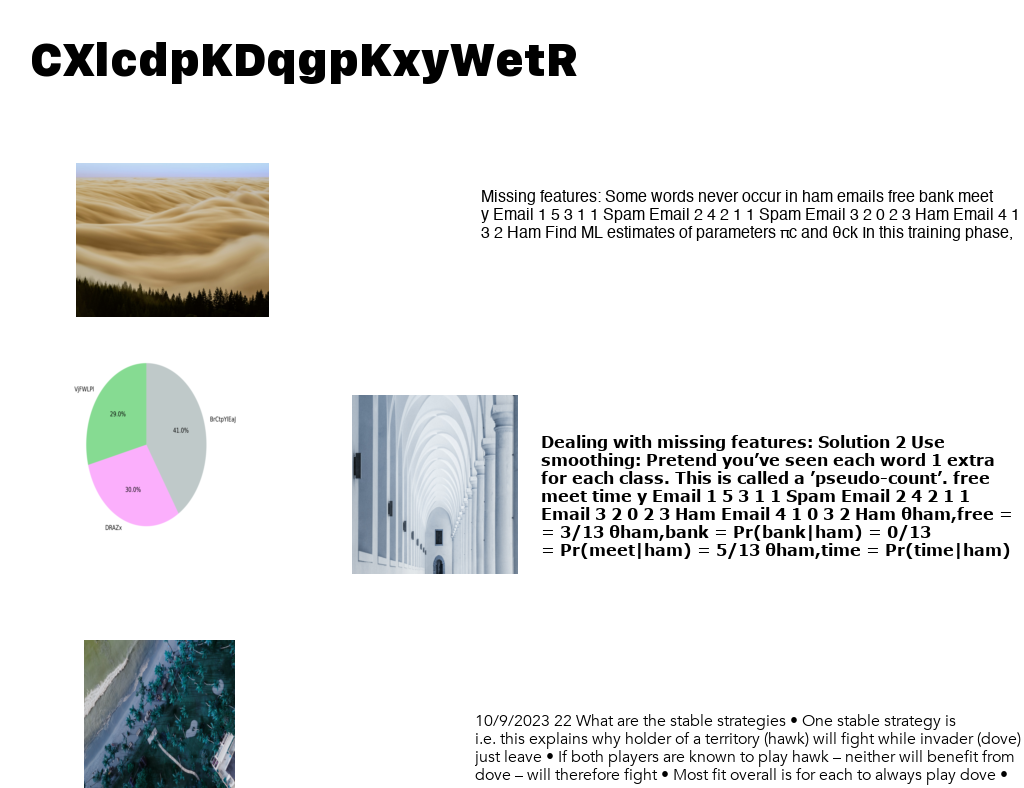 CXlcdpKDqgpKxyWetR
Missing features: Some words never occur in ham emails free bank meet
y Email 1 5 3 1 1 Spam Email 2 4 2 1 1 Spam Email 3 2 0 2 3 Ham Email 4 1
3 2 Ham Find ML estimates of parameters πc and θck In this training phase,
VjFWLPl
29.0%
BrCtpYlEaJ
41.0%
30.0%
DRAZx
Dealing with missing features: Solution 2 Use
smoothing: Pretend you’ve seen each word 1 extra
for each class. This is called a ’pseudo-count’. free
meet time y Email 1 5 3 1 1 Spam Email 2 4 2 1 1
Email 3 2 0 2 3 Ham Email 4 1 0 3 2 Ham θham,free =
= 3/13 θham,bank = Pr(bank|ham) = 0/13
= Pr(meet|ham) = 5/13 θham,time = Pr(time|ham)
10/9/2023 22 What are the stable strategies • One stable strategy is
i.e. this explains why holder of a territory (hawk) will fight while invader (dove)
just leave • If both players are known to play hawk – neither will benefit from
dove – will therefore fight • Most fit overall is for each to always play dove •